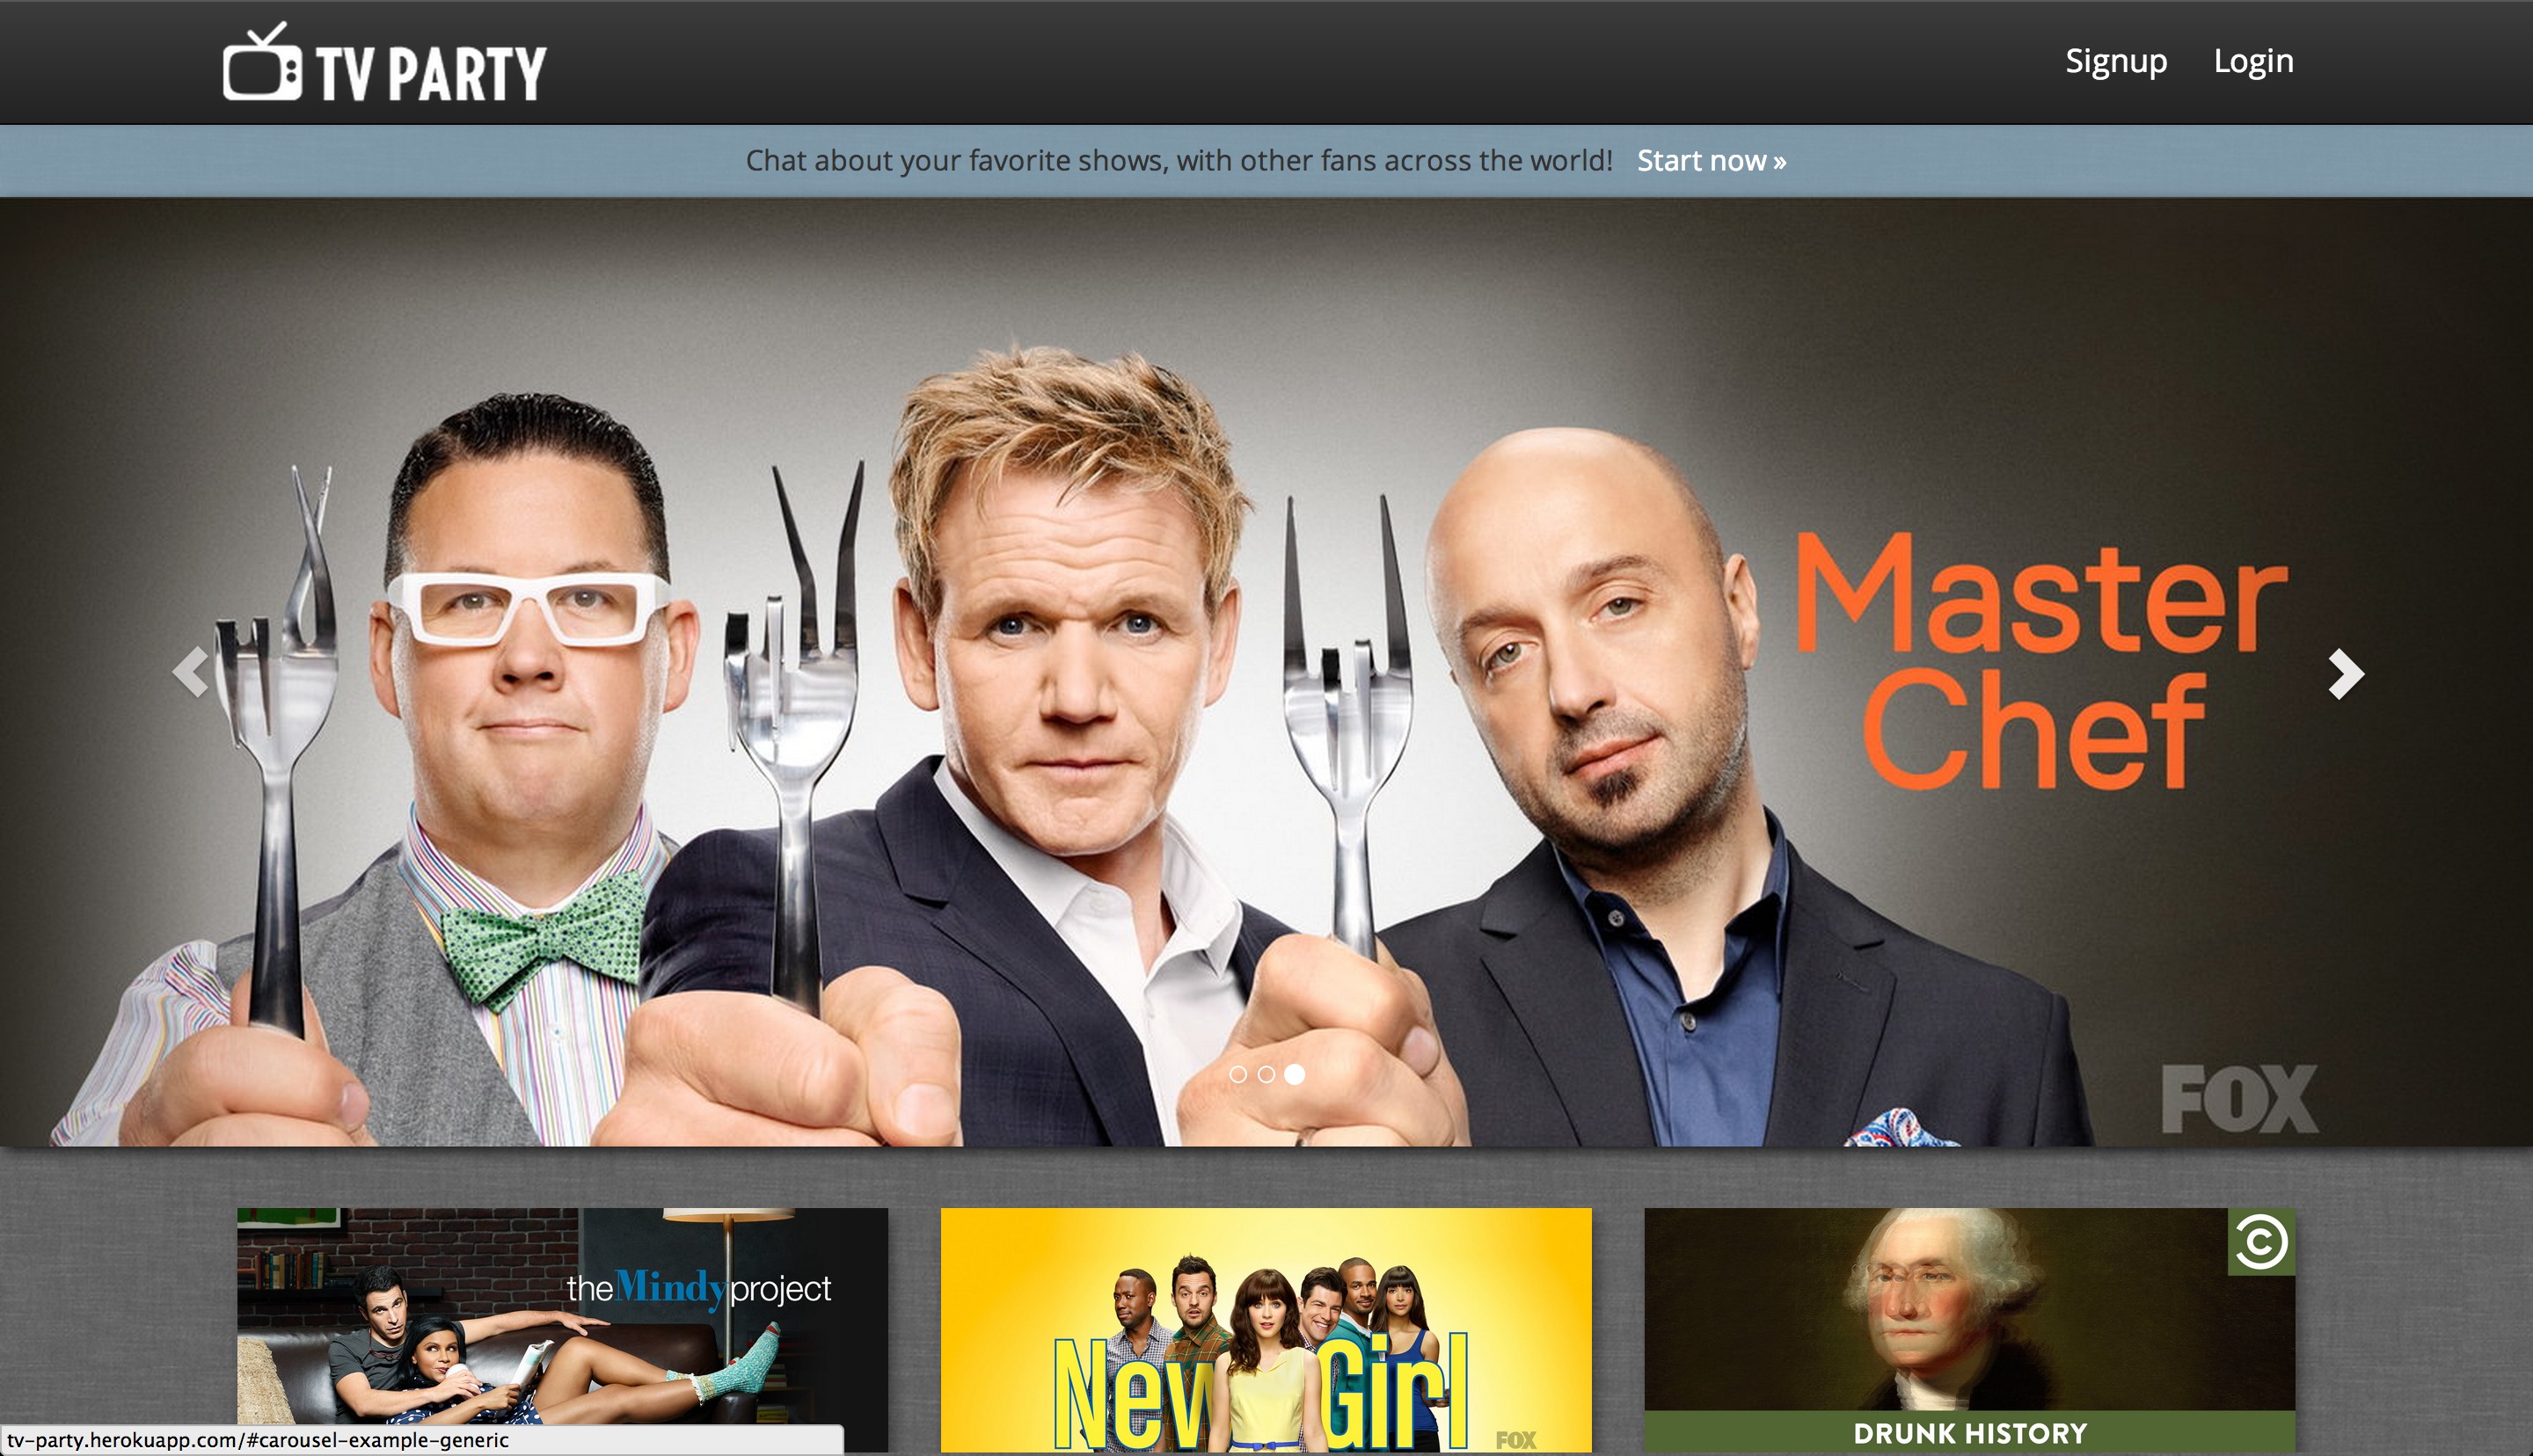 TV PARTY
Signup Login
Chat about your favorite shows, with other fans across the world! Start now »
Master
Chef
FOX
the Mindy project
New Girl
FOX
C
DRUNK HISTORY
tv-party.herokuapp.com/#carousel-example-generic